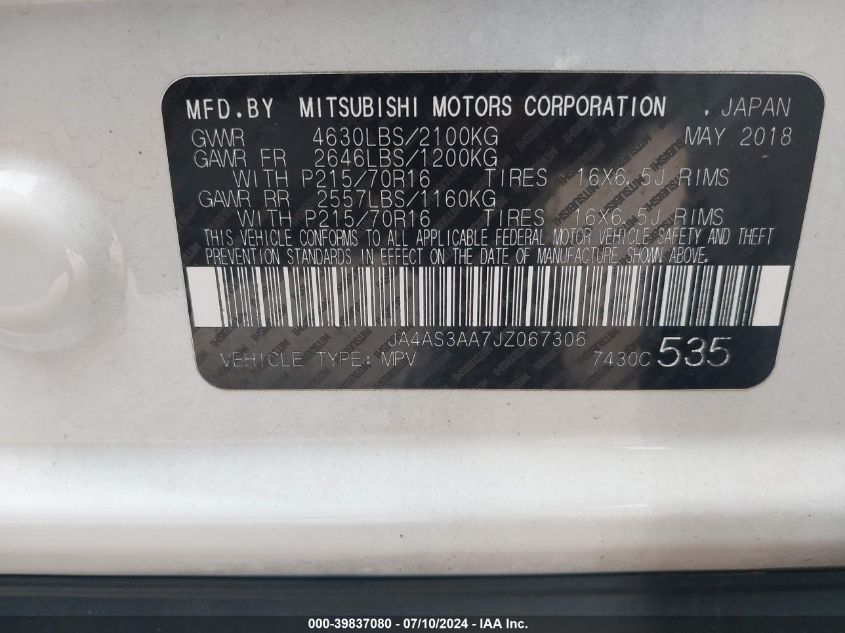 MFD.BY MITSUBISHI MOTORS CORPORATION , JAPAN
GVWR 4630LBS/2100KG MAY 2018
GAWR FR 2646LBS/1200KG
WITH P215/70R16 TIRES 16X6.5J RIMS
GAWR RR 2557LBS/1160KG
WITH P215/70R16 TIRES 16X6.5J RIMS
THIS VEHICLE CONFORMS TO ALL APPLICABLE FEDERAL MOTOR VEHICLE SAFETY AND THEFT
PREVENTION STANDARDS IN EFFECT ON THE DATE OF MANUFACTURE SHOWN ABOVE.
JA4AS3AA7JZ067306
VEHICLE TYPE: MPV 7430C 535
000-39837080 | 07/10/2024 | IAA Inc.